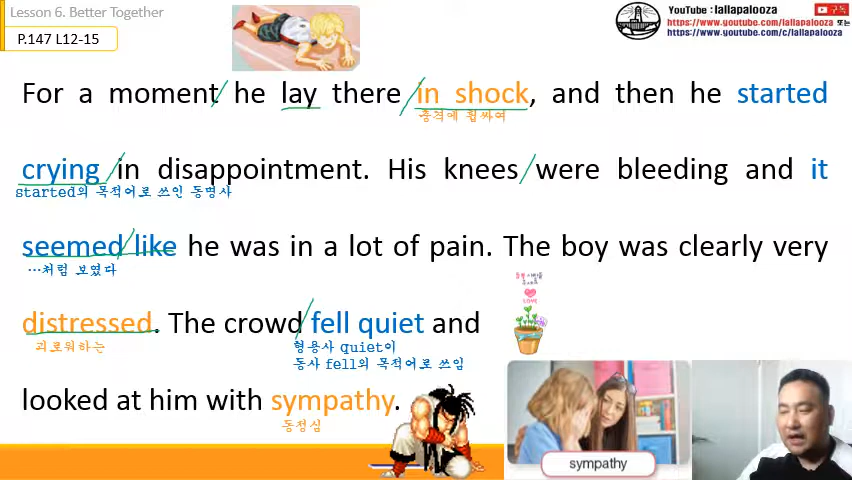 Lesson 6. Better Together
P.147 L12-15
YouTube : @lallapalooza
구독
https://www.youtube.com/lallapalooza 또는
https://www.youtube.com/c/lallapalooza
For a moment he lay there in shock, and then he started
충격에 휩싸여
crying in disappointment. His knees were bleeding and it
started의 목적어로 쓰인 동명사
seemed like he was in a lot of pain. The boy was clearly very
…처럼 보였다
LOVE
distressed. The crowd fell quiet and
괴로워하는
형용사 quiet이
동사 fell의 목적어로 쓰임
looked at him with sympathy.
동정심
sympathy